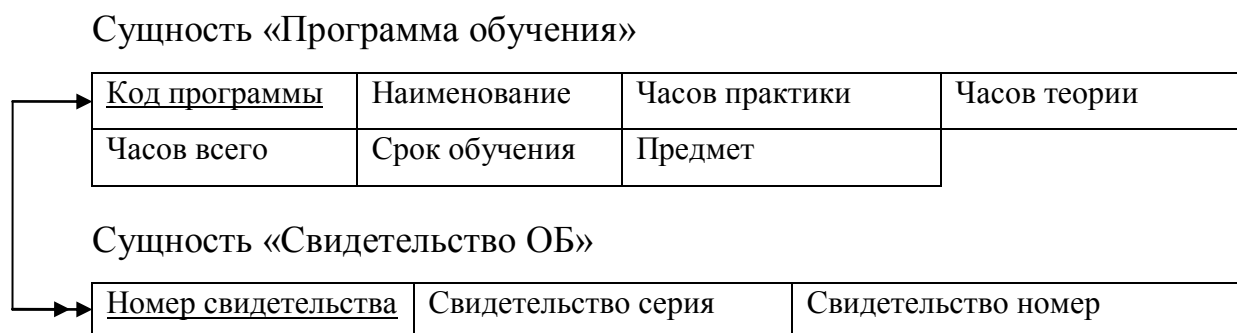 Сущность «Программа обучения»
Код программы Наименование Часов практики Часов теории
Часов всего Срок обучения Предмет
Сущность «Свидетельство ОБ»
Номер свидетельства Свидетельство серия Свидетельство номер